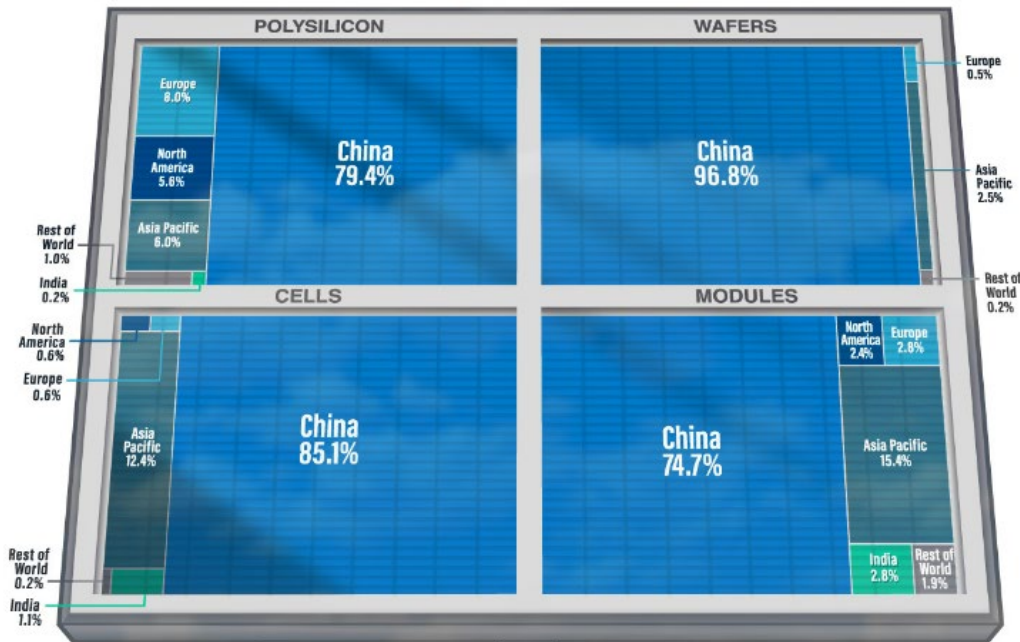 POLYSILICON
Europe
8.0%
North
America
5.6%
Asia Pacific
6.0%
Rest of
World
1.0%
India
0.2%
China
79.4%
WAFERS
China
96.8%
Europe
0.5%
Asia
Pacific
2.5%
Rest of
World
0.2%
CELLS
North
America
0.6%
Europe
0.6%
Asia
Pacific
12.4%
Rest of
World
0.2%
India
1.1%
China
85.1%
MODULES
China
74.7%
North
America
2.4%
Europe
2.8%
Asia Pacific
15.4%
India
2.8%
Rest of
World
1.9%